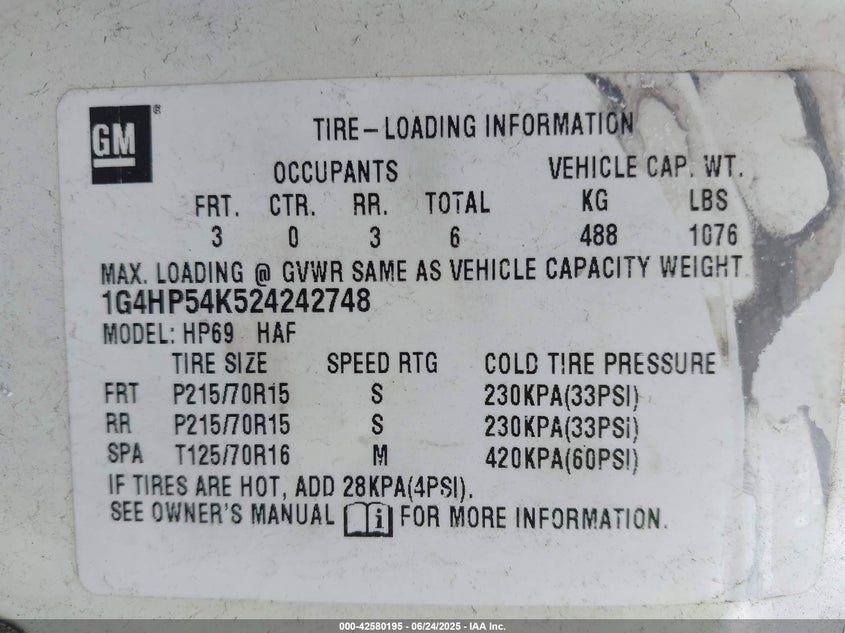 GM ®
TIRE–LOADING INFORMATION
OCCUPANTS VEHICLE CAP. WT.
FRT. CTR. RR. TOTAL KG LBS
3 0 3 6 488 1076
MAX. LOADING @ GVWR SAME AS VEHICLE CAPACITY WEIGHT
1G4HP54K524242748
MODEL: HP69 HAF
TIRE SIZE SPEED RTG COLD TIRE PRESSURE
FRT P215/70R15 S 230KPA(33PSI)
RR P215/70R15 S 230KPA(33PSI)
SPA T125/70R16 M 420KPA(60PSI)
IF TIRES ARE HOT, ADD 28KPA(4PSI).
SEE OWNER'S MANUAL i FOR MORE INFORMATION.
000-42580195 - 06/24/2025 - IAA Inc.